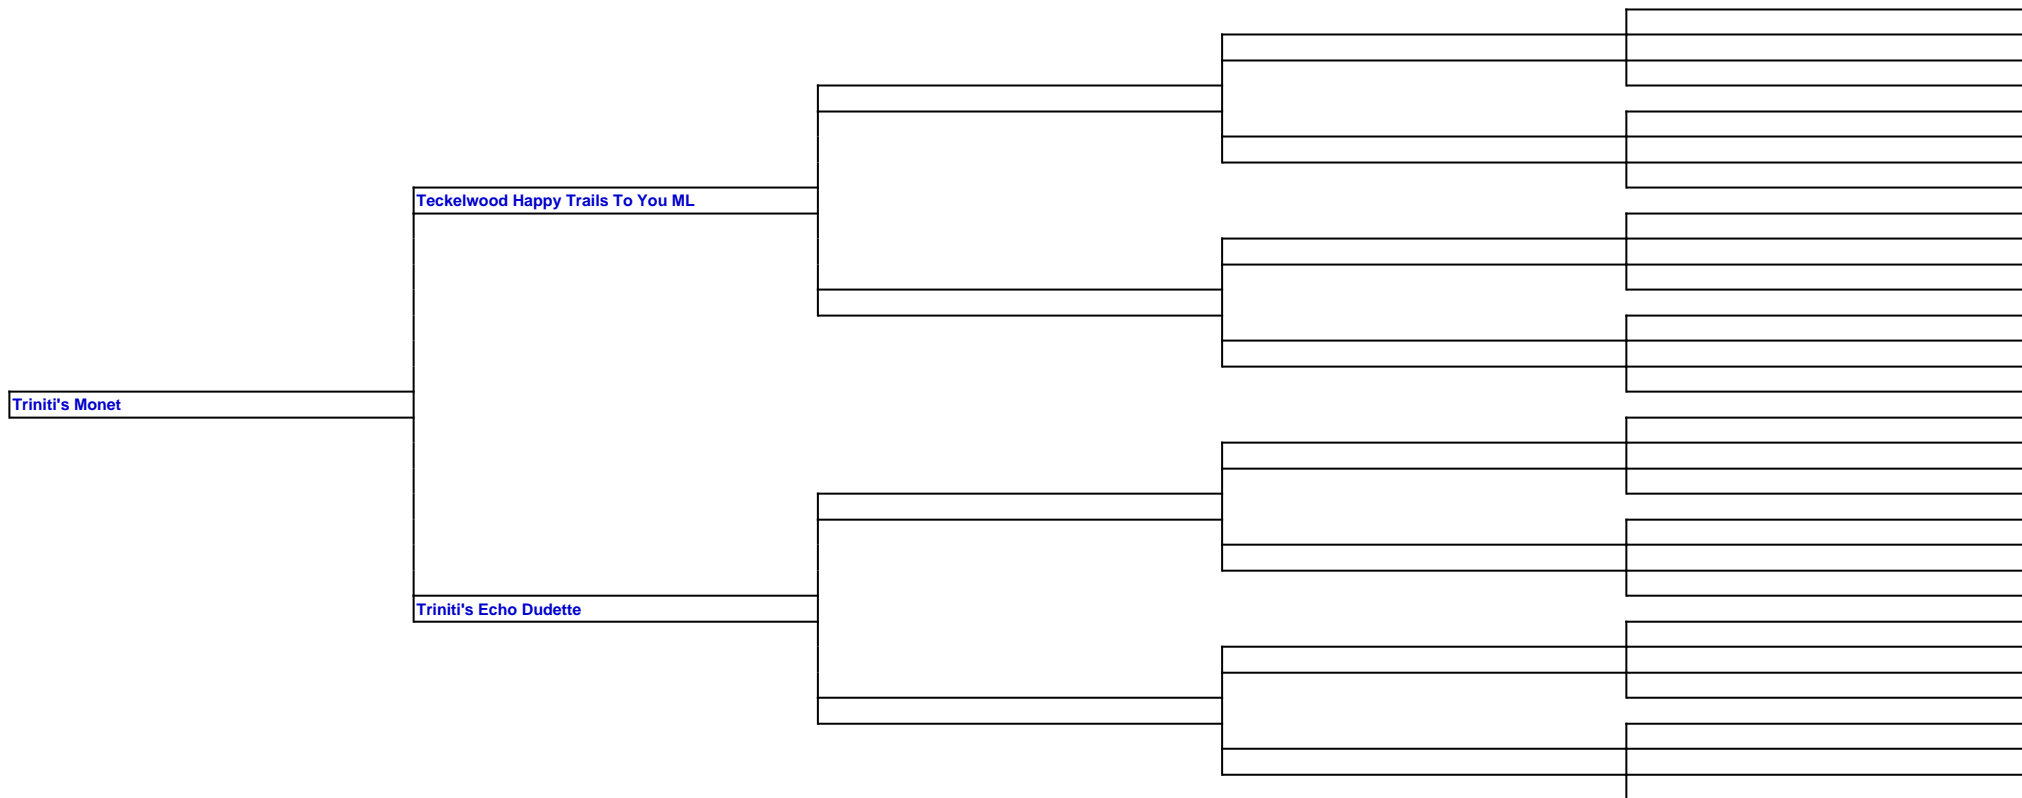 Teckelwood Happy Trails To You ML
Triniti's Monet
Triniti's Echo Dudette